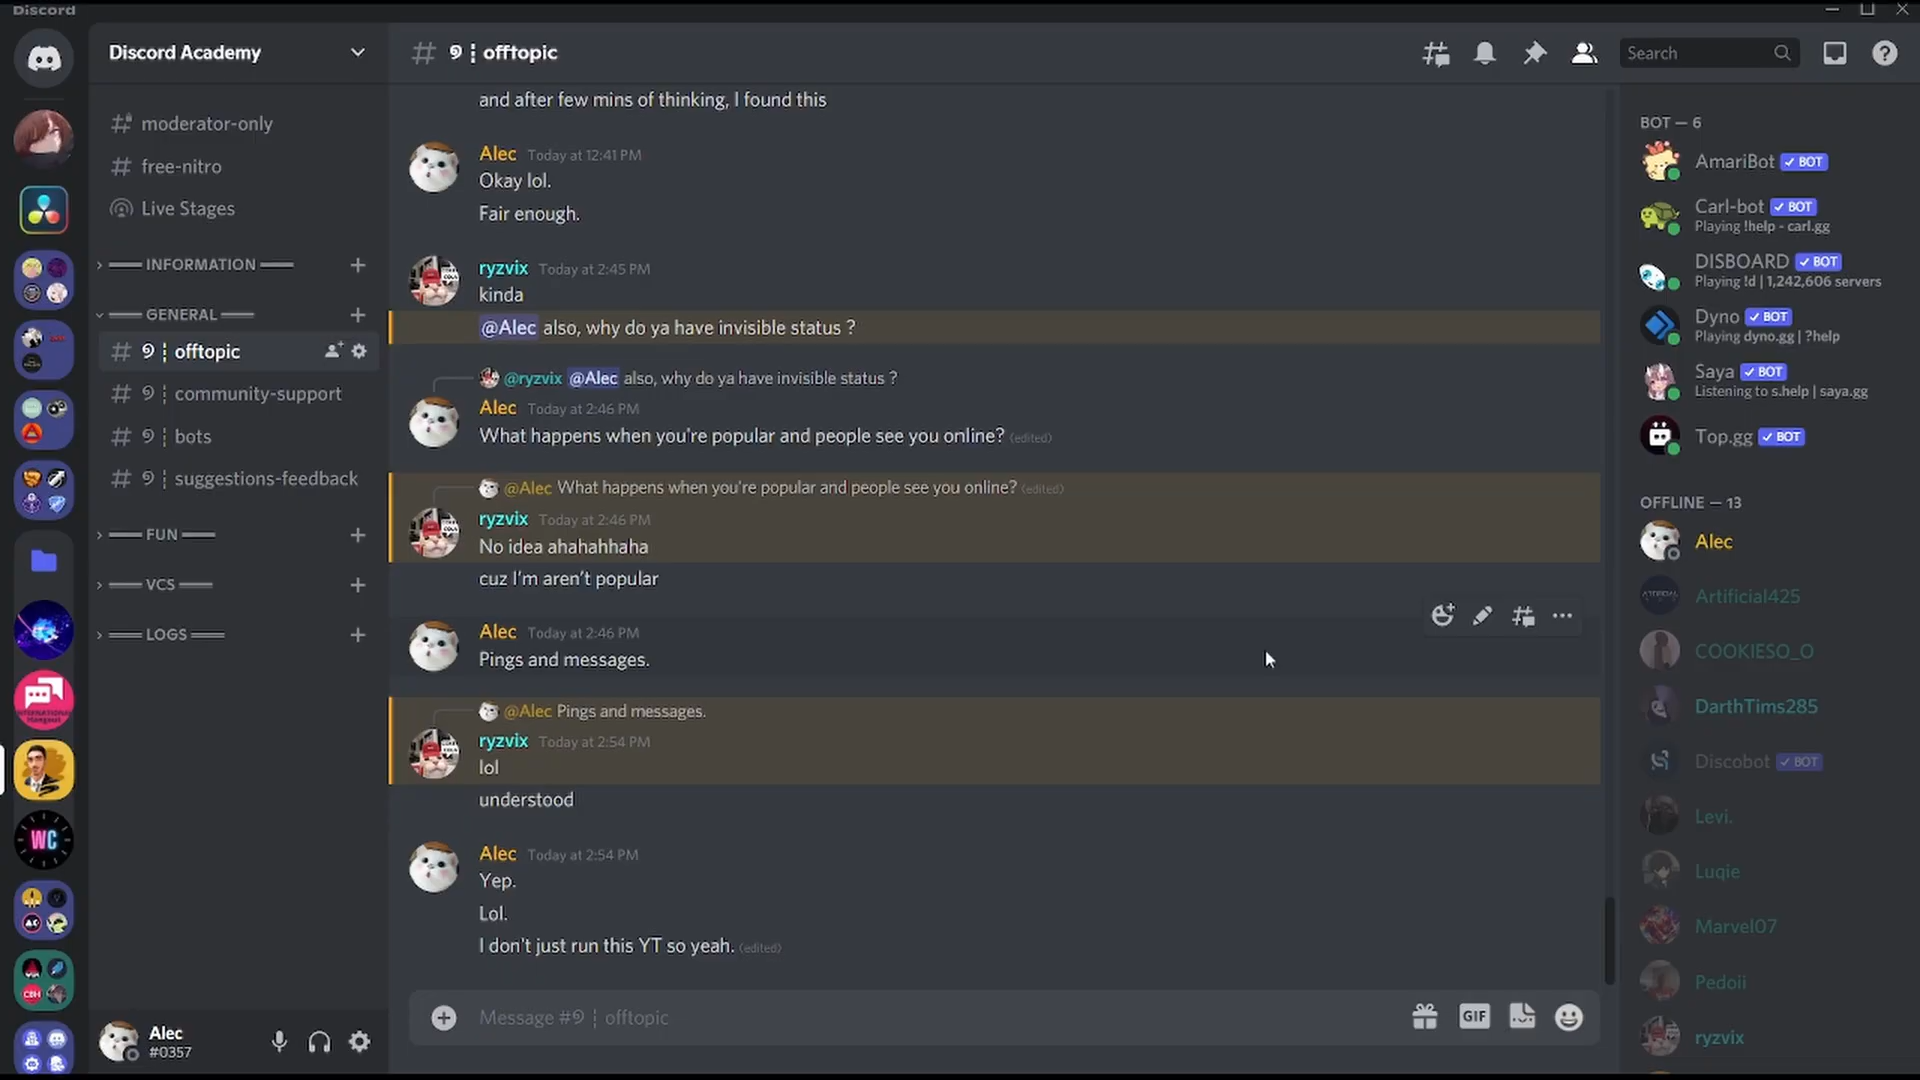 Discord
Discord Academy
moderator-only
free-nitro
Live Stages
INFORMATION
GENERAL
offtopic
community-support
bots
suggestions-feedback
FUN
VCS
LOGS
Alec
#0357
offtopic
Search
and after few mins of thinking, I found this
Alec Today at 12:41 PM
Okay lol.
Fair enough.
ryzvix Today at 2:45 PM
kinda
@Alec also, why do ya have invisible status ?
@ryzvix @Alec also, why do ya have invisible status ?
Alec Today at 2:46 PM
What happens when you're popular and people see you online? (edited)
@Alec What happens when you're popular and people see you online? (edited)
ryzvix Today at 2:46 PM
No idea ahahahhaha
cuz I'm aren't popular
Alec Today at 2:46 PM
Pings and messages.
@Alec Pings and messages.
ryzvix Today at 2:54 PM
lol
understood
Alec Today at 2:54 PM
Yep.
Lol.
I don't just run this YT so yeah. (edited)
Message #୨ ¦ offtopic
GIF
BOT — 6
AmariBot BOT
Carl-bot BOT
Playing !help - carl.gg
DISBOARD BOT
Playing !d | 1,242,606 servers
Dyno BOT
Playing dyno.gg | ?help
Saya BOT
Listening to s.help | saya.gg
Top.gg BOT
OFFLINE — 13
Alec
Artificial425
COOKIESO_O
DarthTims285
Discobot BOT
Levi.
Luqie
Marvel07
Pedoii
ryzvix
WC